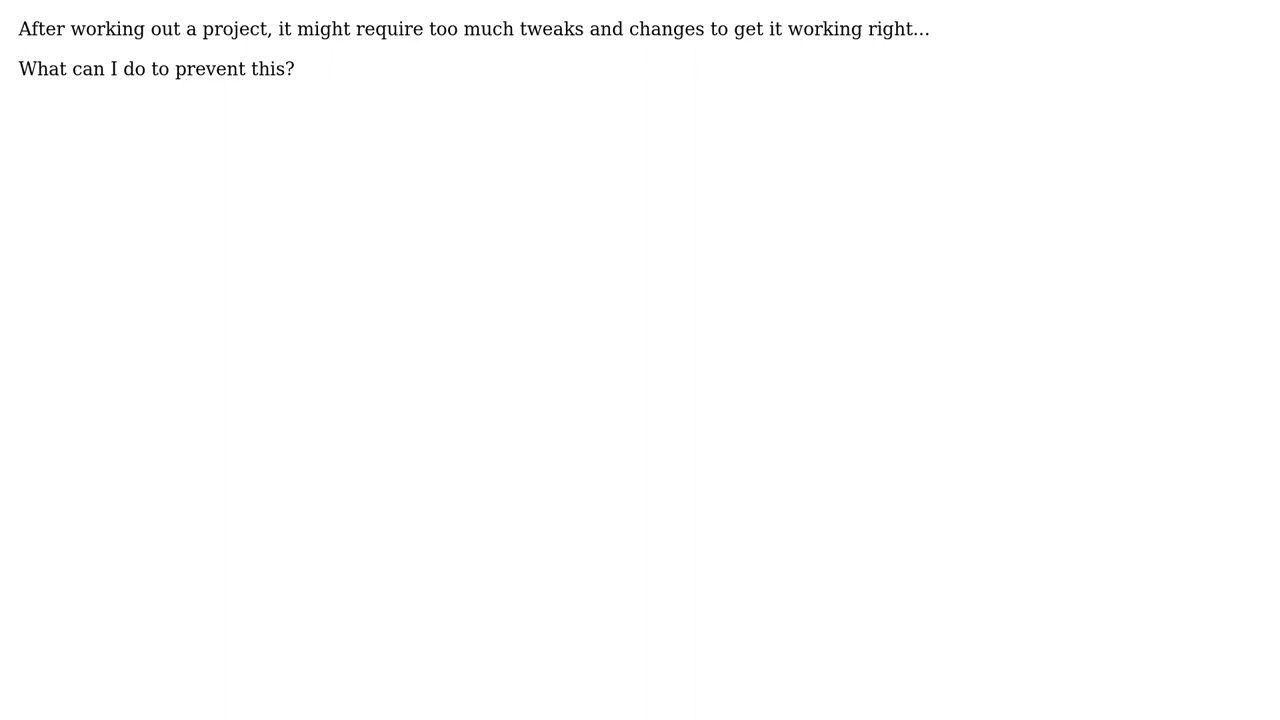 After working out a project, it might require too much tweaks and changes to get it working right...
What can I do to prevent this?